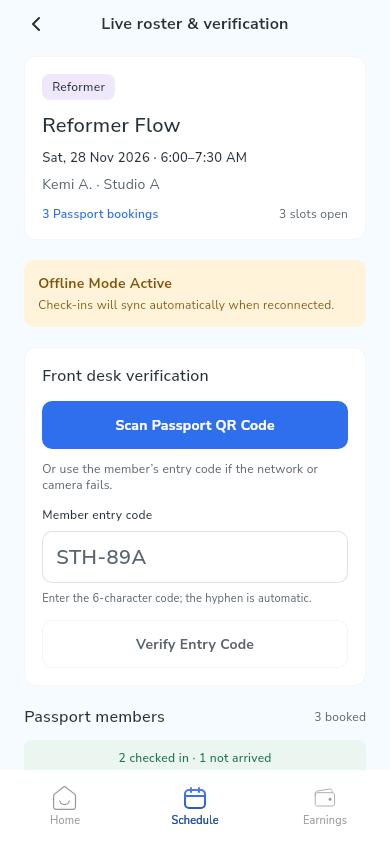 Live roster & verification
Reformer
Reformer Flow
Sat, 28 Nov 2026 · 6:00–7:30 AM
Kemi A. · Studio A
3 Passport bookings
3 slots open
Offline Mode Active
Check-ins will sync automatically when reconnected.
Front desk verification
Scan Passport QR Code
Or use the member’s entry code if the network or
camera fails.
Member entry code
STH-89A
Enter the 6-character code; the hyphen is automatic.
Verify Entry Code
Passport members
3 booked
2 checked in · 1 not arrived
Home
Schedule
Earnings